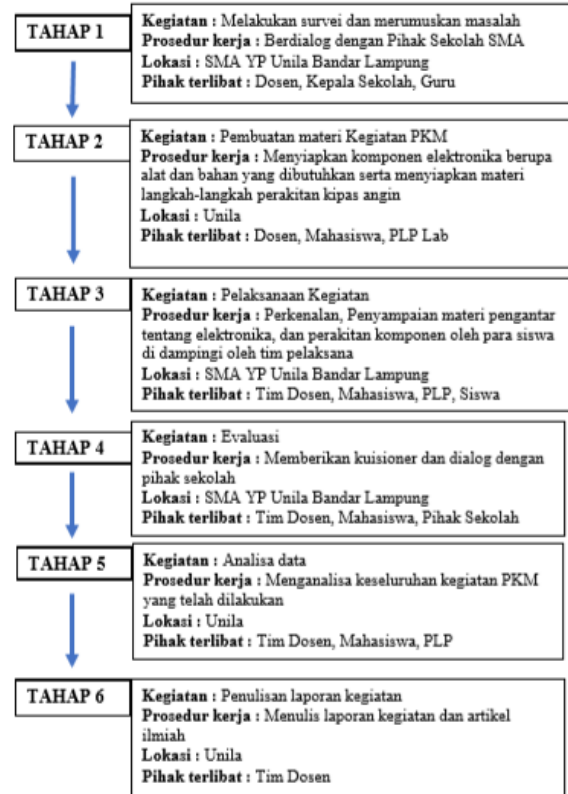 TAHAP 1
Kegiatan : Melakukan survei dan merumuskan masalah
Prosedur kerja : Berdialog dengan Pihak Sekolah SMA
Lokasi : SMA YP Unila Bandar Lampung
Pihak terlibat : Dosen, Kepala Sekolah, Guru
TAHAP 2
Kegiatan : Pembuatan materi Kegiatan PKM
Prosedur kerja : Menyiapkan komponen elektronika berupa
alat dan bahan yang dibutuhkan serta menyiapkan materi
langkah-langkah perakitan kipas angin
Lokasi : Unila
Pihak terlibat : Dosen, Mahasiswa, PLP Lab
TAHAP 3
Kegiatan : Pelaksanaan Kegiatan
Prosedur kerja : Perkenalan, Penyampaian materi pengantar
tentang elektronika, dan perakitan komponen oleh para siswa
di dampingi oleh tim pelaksana
Lokasi : SMA YP Unila Bandar Lampung
Pihak terlibat : Tim Dosen, Mahasiswa, PLP, Siswa
TAHAP 4
Kegiatan : Evaluasi
Prosedur kerja : Memberikan kuisioner dan dialog dengan
pihak sekolah
Lokasi : SMA YP Unila Bandar Lampung
Pihak terlibat : Tim Dosen, Mahasiswa, Pihak Sekolah
TAHAP 5
Kegiatan : Analisa data
Prosedur kerja : Menganalisa keseluruhan kegiatan PKM
yang telah dilakukan
Lokasi : Unila
Pihak terlibat : Tim Dosen, Mahasiswa, PLP
TAHAP 6
Kegiatan : Penulisan laporan kegiatan
Prosedur kerja : Menulis laporan kegiatan dan artikel
ilmiah
Lokasi : Unila
Pihak terlibat : Tim Dosen